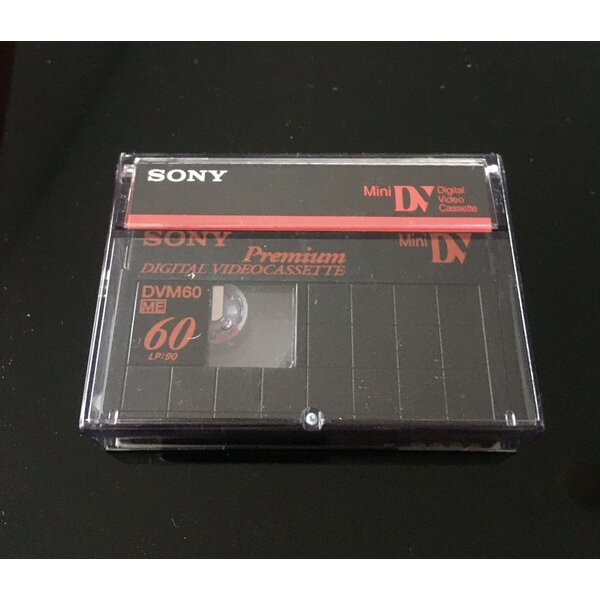 SONY
Mini DV Digital
Video
Cassette
SONY Premium Mini DV
DIGITAL VIDEOCASSETTE
DVM60
ME
60
LP:90